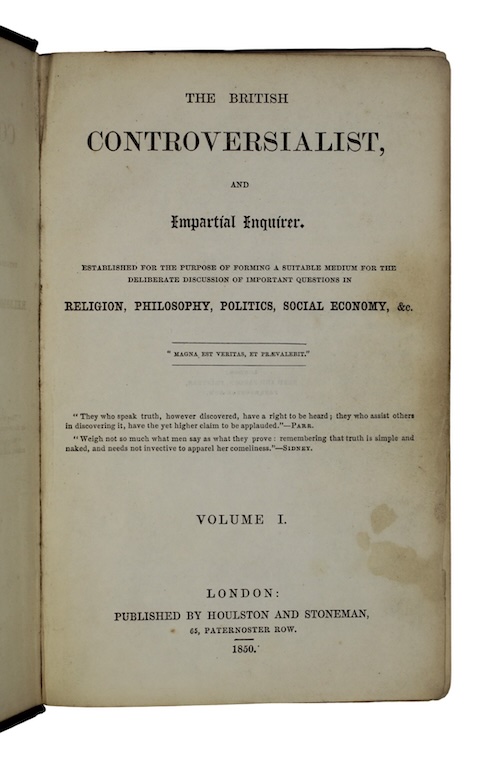 THE BRITISH
CONTROVERSIALIST,
AND
Impartial Inquirer.
ESTABLISHED FOR THE PURPOSE OF FORMING A SUITABLE MEDIUM FOR THE
DELIBERATE DISCUSSION OF IMPORTANT QUESTIONS IN
RELIGION, PHILOSOPHY, POLITICS, SOCIAL ECONOMY, &c.
"MAGNA EST VERITAS, ET PRÆVALEBIT."
"They who speak truth, however discovered, have a right to be heard; they who assist others
in discovering it, have the yet higher claim to be applauded."—PARR.
"Weigh not so much what men say as what they prove: remembering that truth is simple and
naked, and needs not invective to apparel her comeliness."—SIDNEY.
VOLUME I.
LONDON:
PUBLISHED BY HOULSTON AND STONEMAN,
65, PATERNOSTER ROW.
1850.